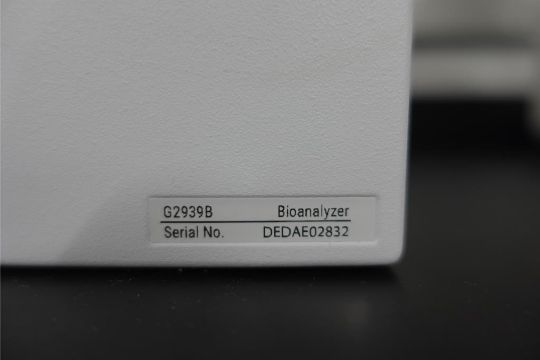 G2939B Bioanalyzer
Serial No. DEDAE02832